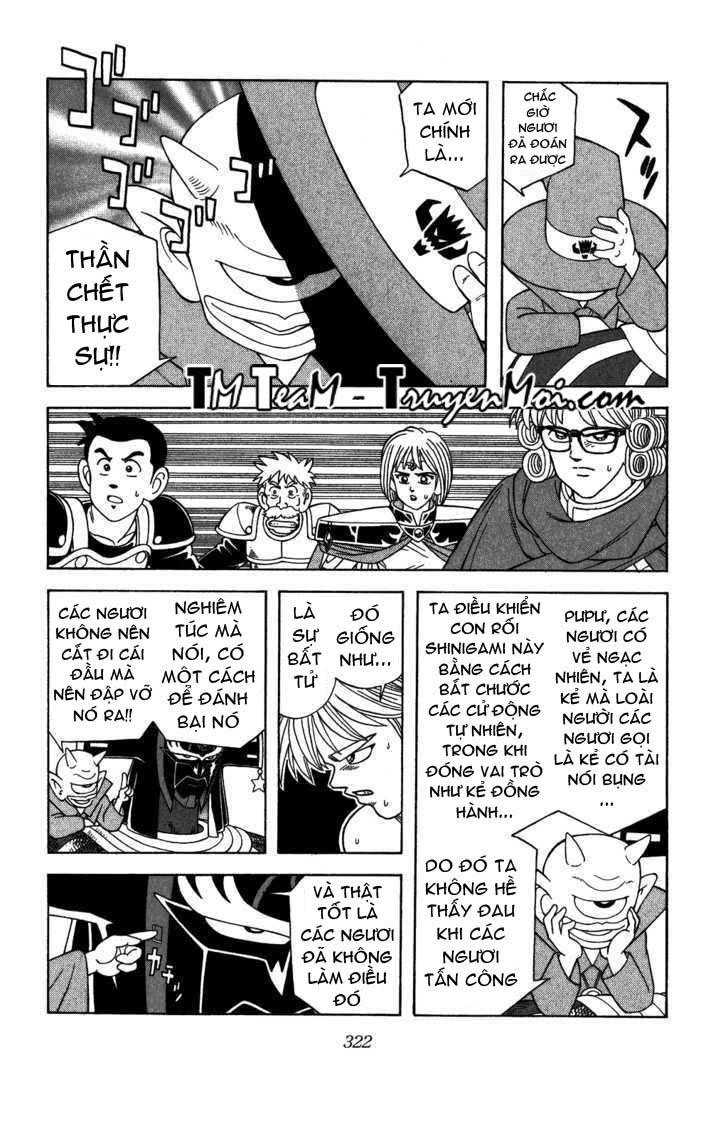 CHẮC
GIỜ
NGƯƠI
ĐÃ ĐOÁN
RA ĐƯỢC
TA MỚI
CHÍNH
LÀ...
ゴゴゴゴゴ
THẦN
CHẾT
THỰC
SỰ!!
TM TEAM - TRUYENMOI.COM
PUPƯ, CÁC
NGƯƠI CÓ
VẺ NGẠC
NHIÊN, TA LÀ
KẺ MÀ LOÀI
NGƯỜI CÁC
NGƯƠI GỌI
LÀ KẺ CÓ TÀI
NÓI BỤNG
...
TA ĐIỀU KHIỂN
CON RỐI
SHINIGAMI NÀY
BẰNG CÁCH
BẮT CHƯỚC
CÁC CỬ ĐỘNG
TỰ NHIÊN,
TRONG KHI
ĐÓNG VAI TRÒ
NHƯ KẺ ĐỒNG
HÀNH...
DO ĐÓ TA
KHÔNG HỀ
THẤY ĐAU
KHI CÁC
NGƯƠI
TẤN CÔNG
ĐÓ
GIỐNG
NHƯ...
LÀ
SỰ
BẤT
TỬ
NGHIÊM
TÚC MÀ
NÓI, CÓ
MỘT CÁCH
ĐỂ ĐÁNH
BẠI NÓ
CÁC NGƯƠI
KHÔNG NÊN
CẮT ĐI CÁI
ĐẦU MÀ
NÊN ĐẬP VỠ
NÓ RA!!
VÀ THẬT
TỐT LÀ
CÁC NGƯƠI
ĐÃ KHÔNG
LÀM ĐIỀU
ĐÓ
322